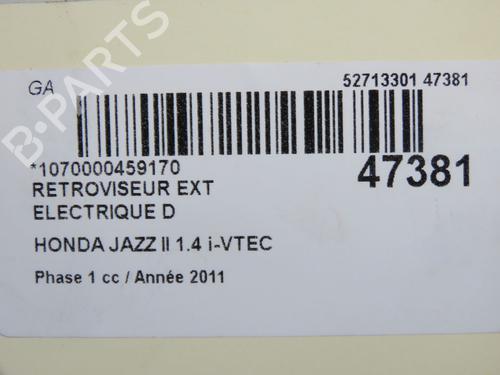 GA
52713301 47381
*1070000459170
47381
RETROVISEUR EXT
ELECTRIQUE D
HONDA JAZZ II 1.4 i-VTEC
Phase 1 cc / Année 2011
B-PARTS